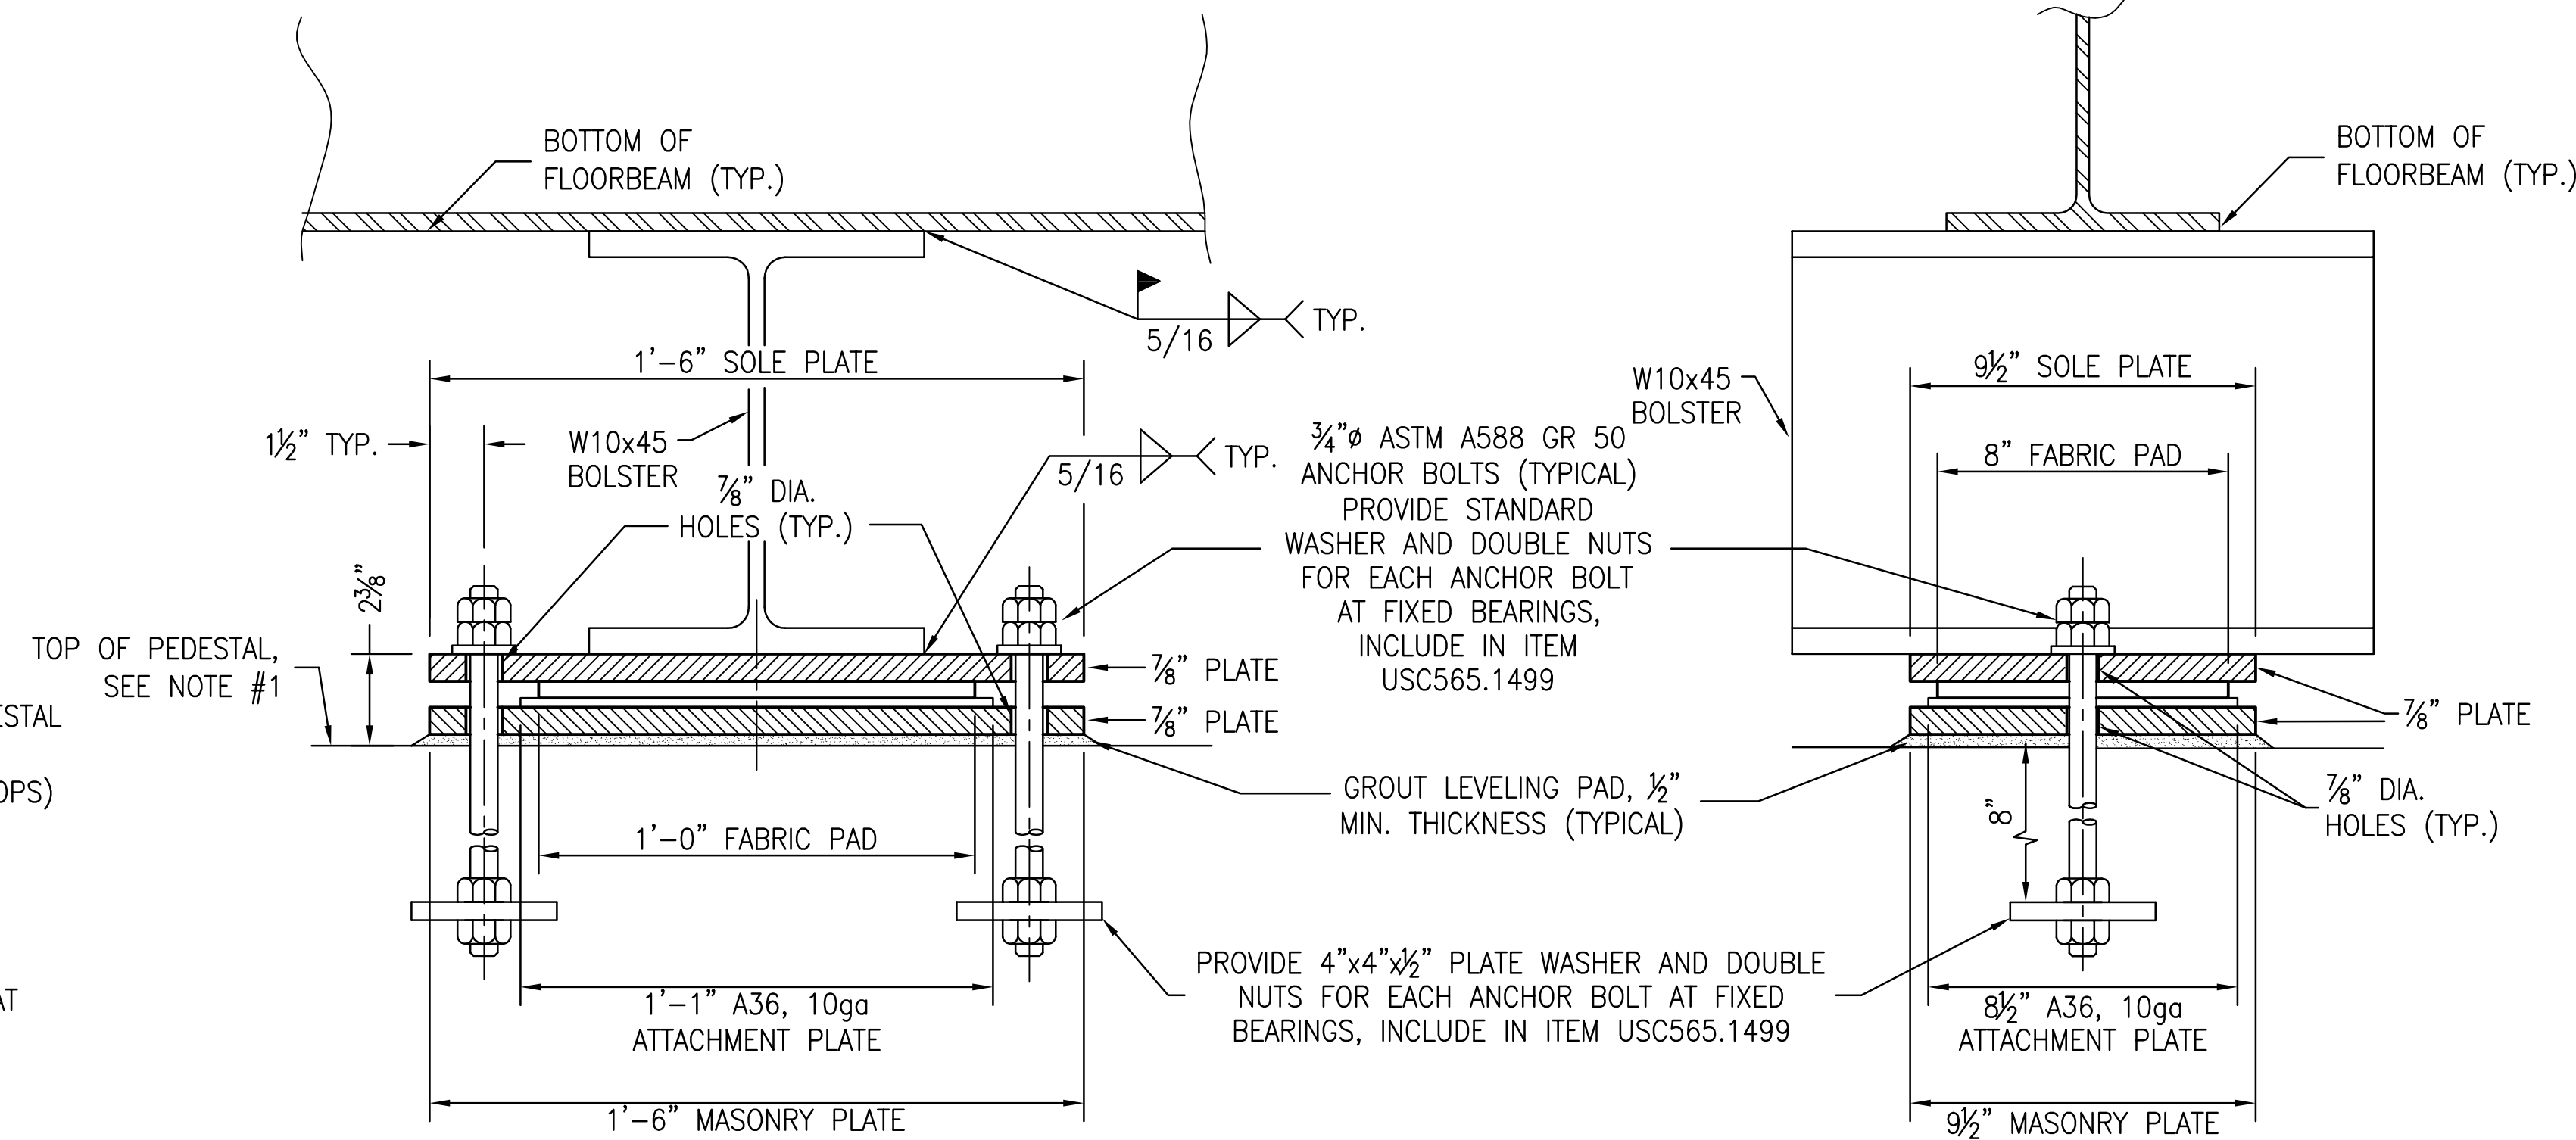 BOTTOM OF
FLOORBEAM (TYP.)
5/16
TYP.
1'-6" SOLE PLATE
1½" TYP.
W10x45
BOLSTER
5/16
TYP.
⅞" DIA.
HOLES (TYP.)
2⅜"
TOP OF PEDESTAL,
SEE NOTE #1
ESTAL
OPS)
AT
⅞" PLATE
⅞" PLATE
1'-0" FABRIC PAD
1'-1" A36, 10ga
ATTACHMENT PLATE
1'-6" MASONRY PLATE
¾"ø ASTM A588 GR 50
ANCHOR BOLTS (TYPICAL)
PROVIDE STANDARD
WASHER AND DOUBLE NUTS
FOR EACH ANCHOR BOLT
AT FIXED BEARINGS,
INCLUDE IN ITEM
USC565.1499
GROUT LEVELING PAD, ½"
MIN. THICKNESS (TYPICAL)
PROVIDE 4"x4"x½" PLATE WASHER AND DOUBLE
NUTS FOR EACH ANCHOR BOLT AT FIXED
BEARINGS, INCLUDE IN ITEM USC565.1499
BOTTOM OF
FLOORBEAM (TYP.)
W10x45
BOLSTER
9½" SOLE PLATE
8" FABRIC PAD
⅞" PLATE
⅞" DIA.
HOLES (TYP.)
8"
8½" A36, 10ga
ATTACHMENT PLATE
9½" MASONRY PLATE